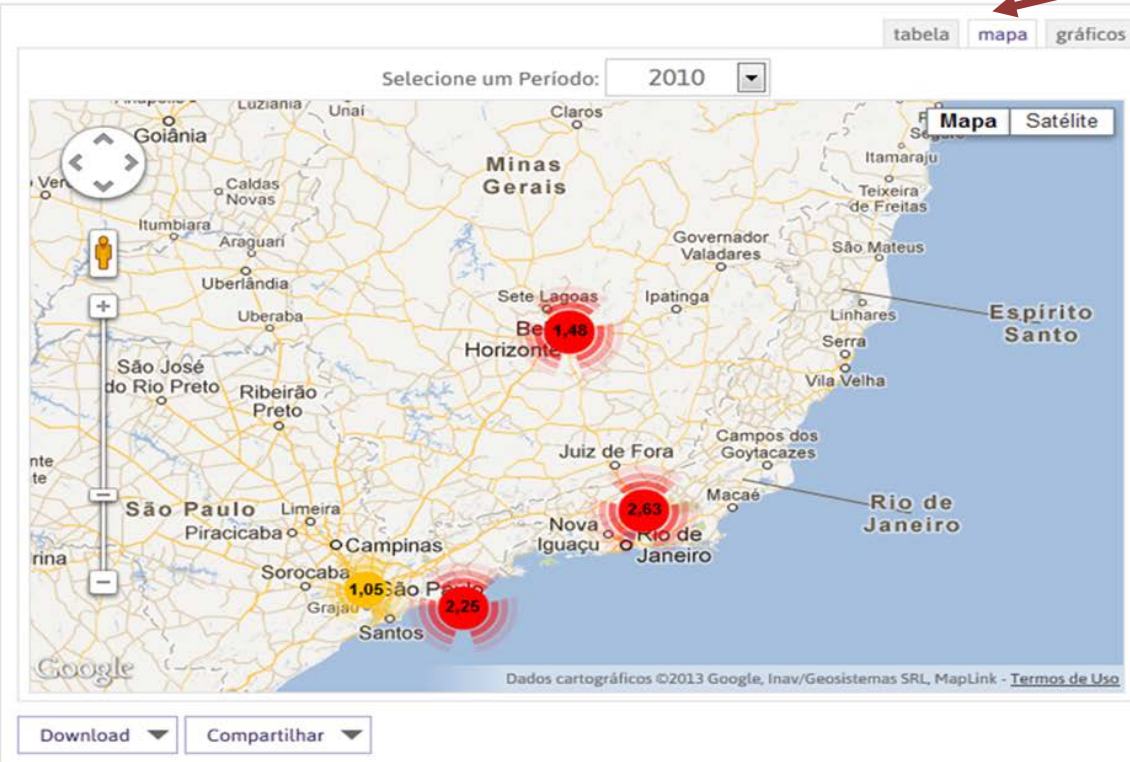 tabela mapa gráficos
Selecione um Período: 2010
Mapa Satélite
Luziânia Unaí
Claros
Goiânia
Itamaraju
Minas
Gerais
Caldas
Novas
Teixeira
de Freitas
Itumbiara
Araguari
Governador
Valadares
São Mateus
Uberlândia
Sete Lagoas
Ipatinga
Uberaba
Linhares
Espírito
Santo
1,48
Horizonte
Serra
São José
do Rio Preto
Vila Velha
Ribeirão
Preto
Juiz de Fora
Campos dos
Goytacazes
São Paulo
Limeira
2,63
Macaé
Rio de
Janeiro
Piracicaba
Nova
Iguaçu
Rio de
Janeiro
Campinas
Sorocaba
1,05
São Paulo
2,25
Grajaú
Santos
Google
Dados cartográficos ©2013 Google, Inav/Geosistemas SRL, MapLink - Termos de Uso
Download Compartilhar